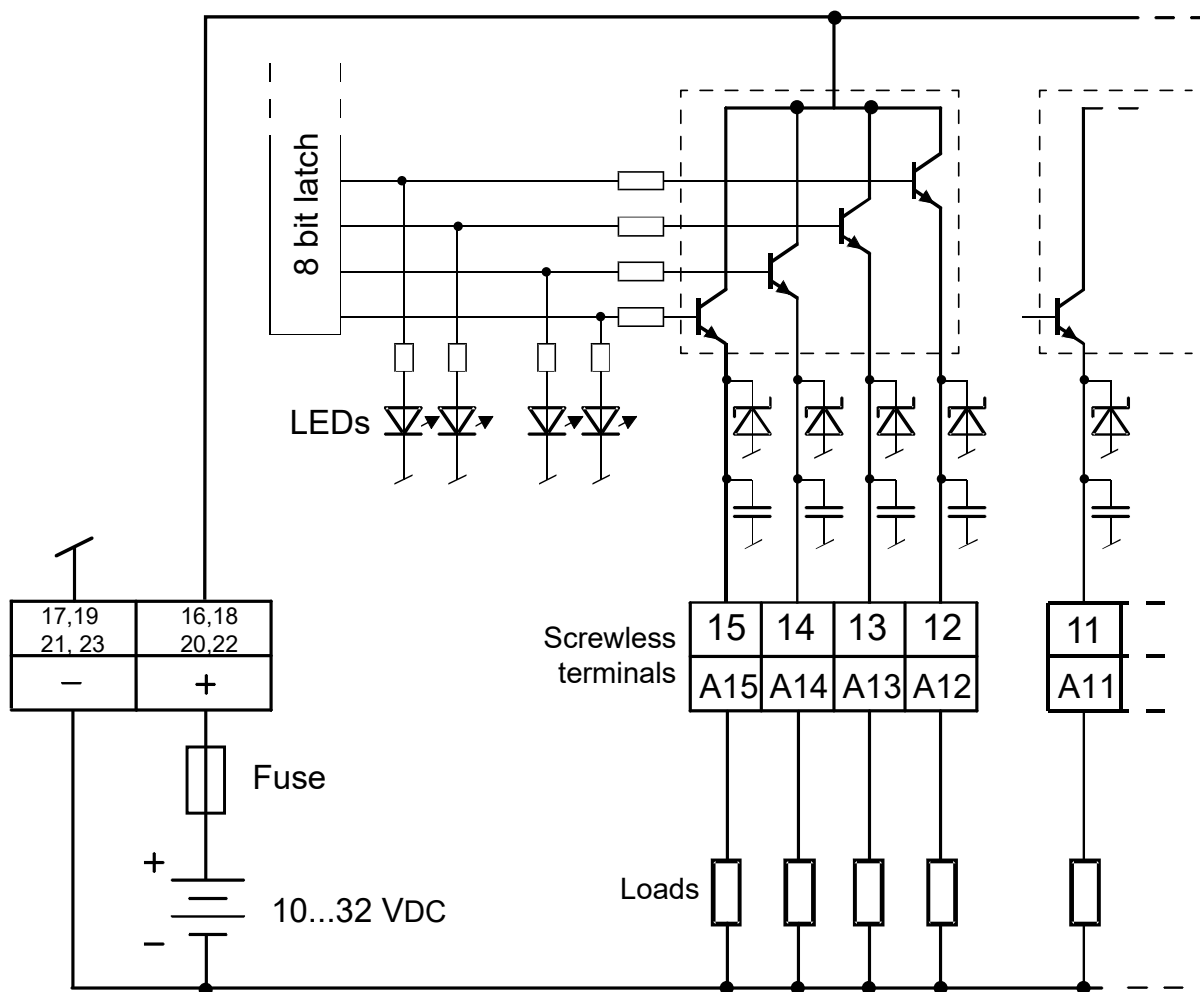 8 bit latch
LEDs
17,19
21, 23
16,18
20,22
−
+
Screwless
terminals
15
14
13
12
11
A15
A14
A13
A12
A11
Fuse
+
10...32 VDC
−
Loads